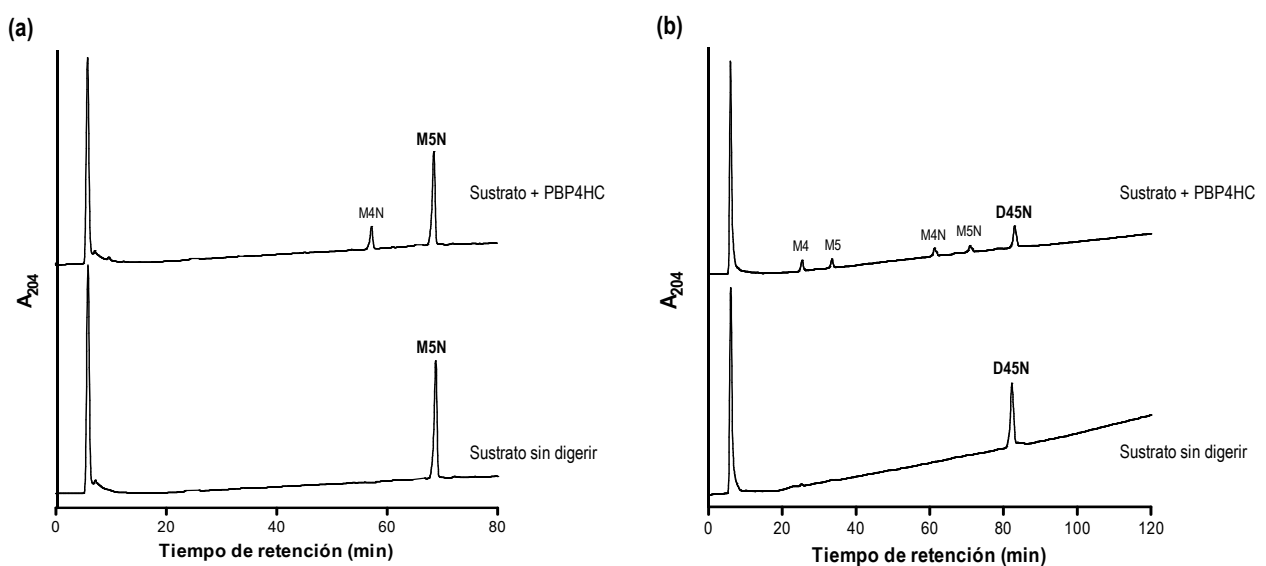 (a)
M5N
M4N
Sustrato + PBP4HC
M5N
Sustrato sin digerir
A204
0 20 40 60 80
Tiempo de retención (min)
(b)
Sustrato + PBP4HC
D45N
M4 M5 M4N M5N
D45N
Sustrato sin digerir
A204
0 20 40 60 80 100 120
Tiempo de retención (min)